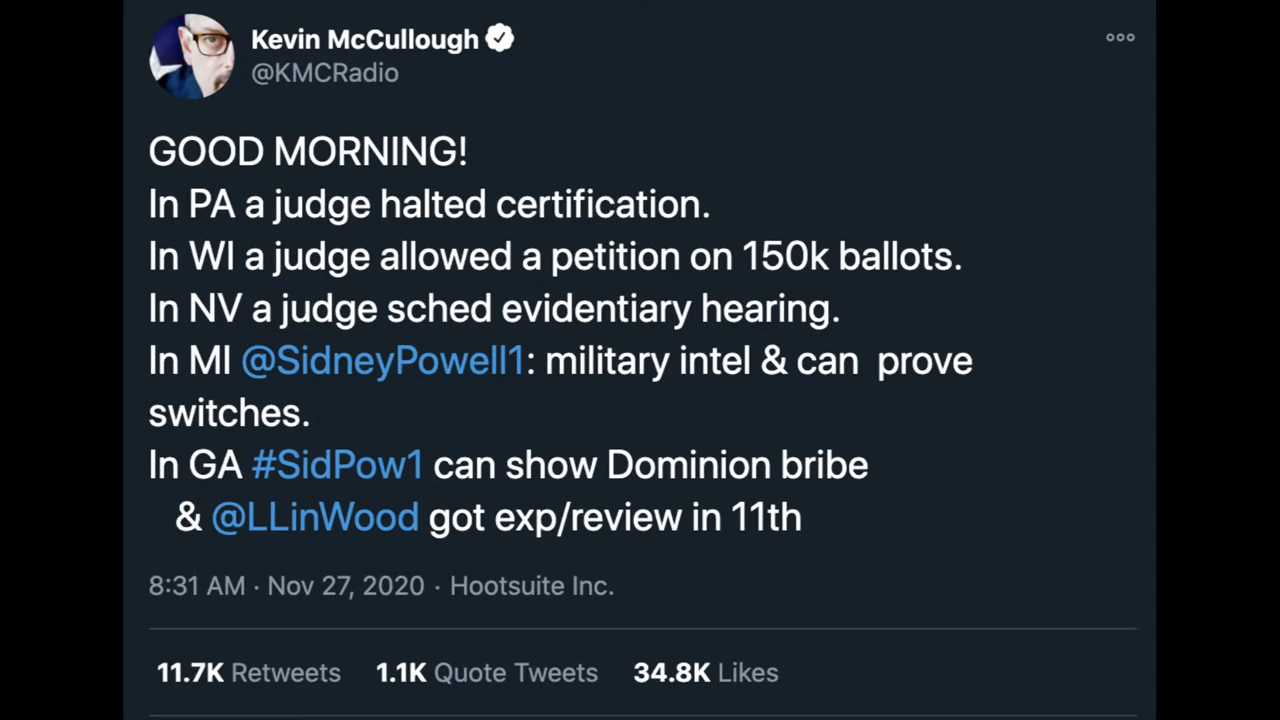 Kevin McCullough
@KMCRadio
GOOD MORNING!
In PA a judge halted certification.
In WI a judge allowed a petition on 150k ballots.
In NV a judge sched evidentiary hearing.
In MI @SidneyPowell1: military intel & can  prove
switches.
In GA #SidPow1 can show Dominion bribe
& @LLinWood got exp/review in 11th
8:31 AM · Nov 27, 2020 · Hootsuite Inc.
11.7K Retweets 1.1K Quote Tweets 34.8K Likes